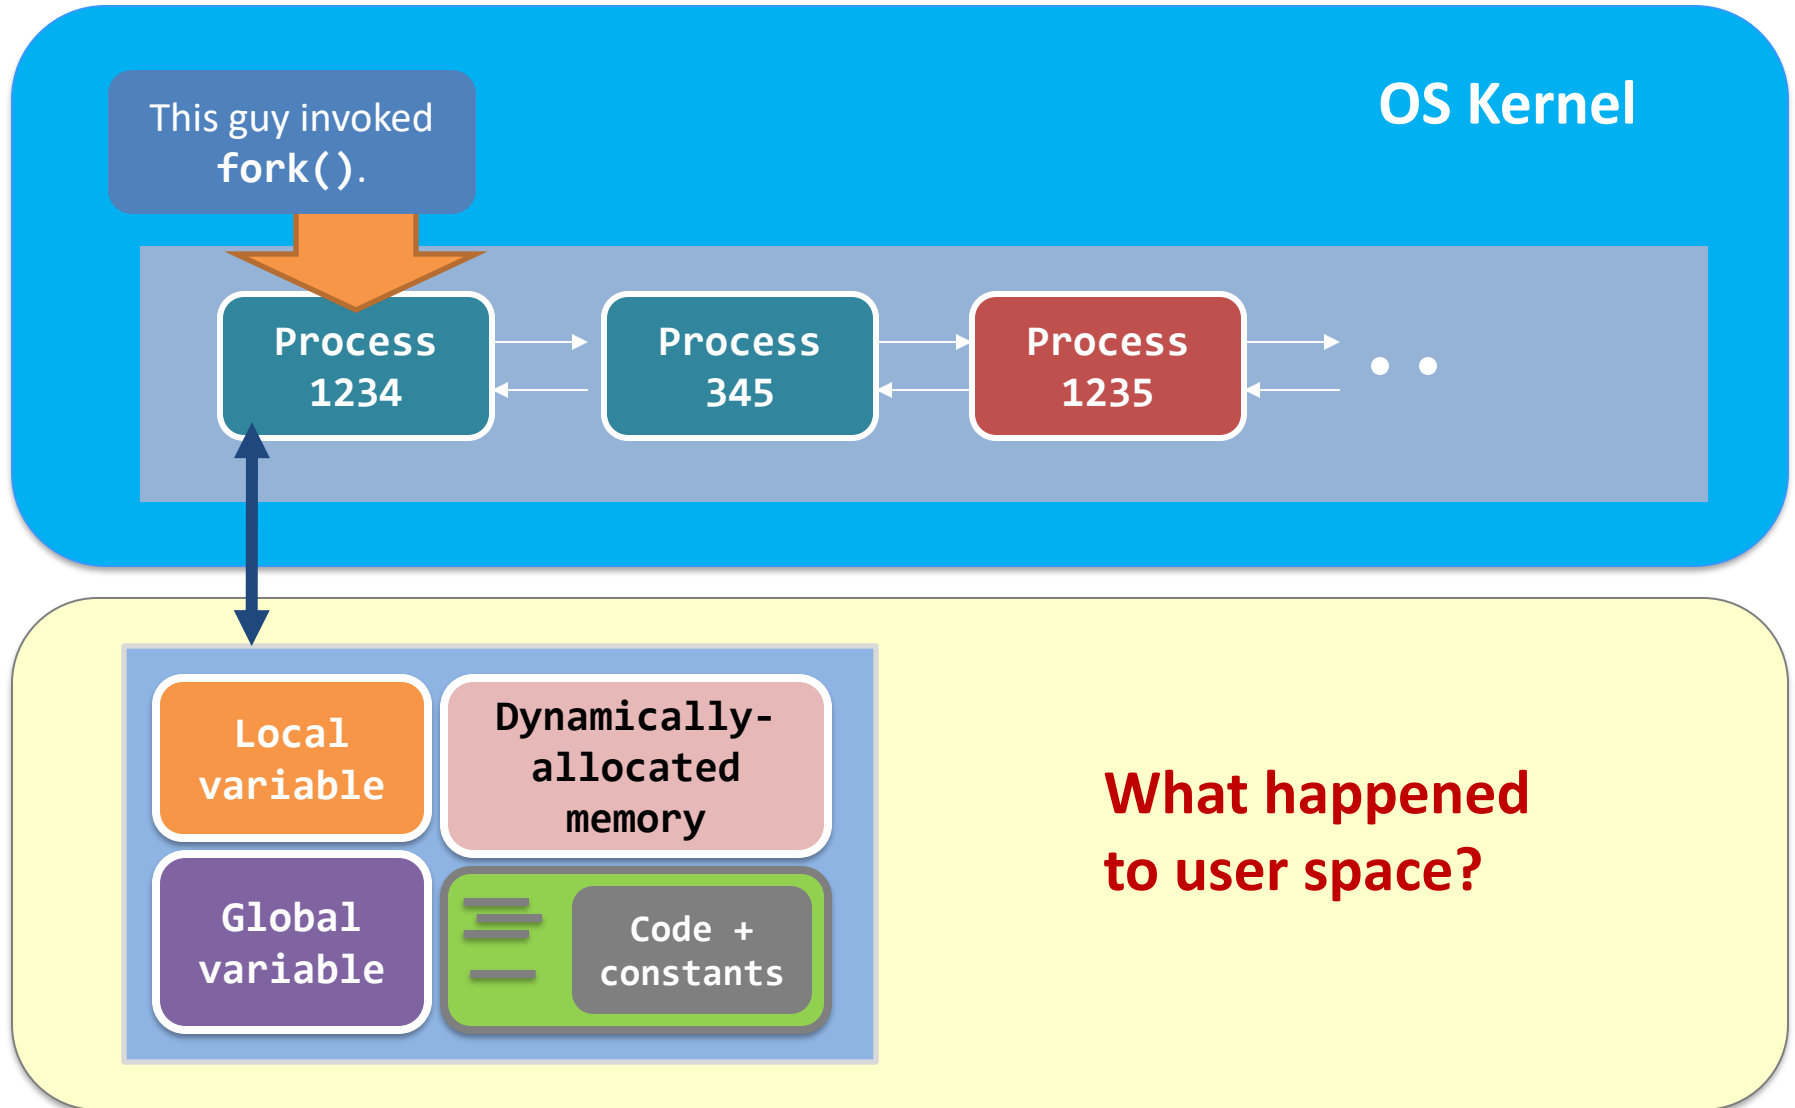 OS Kernel
This guy invoked
fork().
Process
1234
Process
345
Process
1235
Local
variable
Dynamically-
allocated
memory
Global
variable
Code +
constants
What happened
to user space?